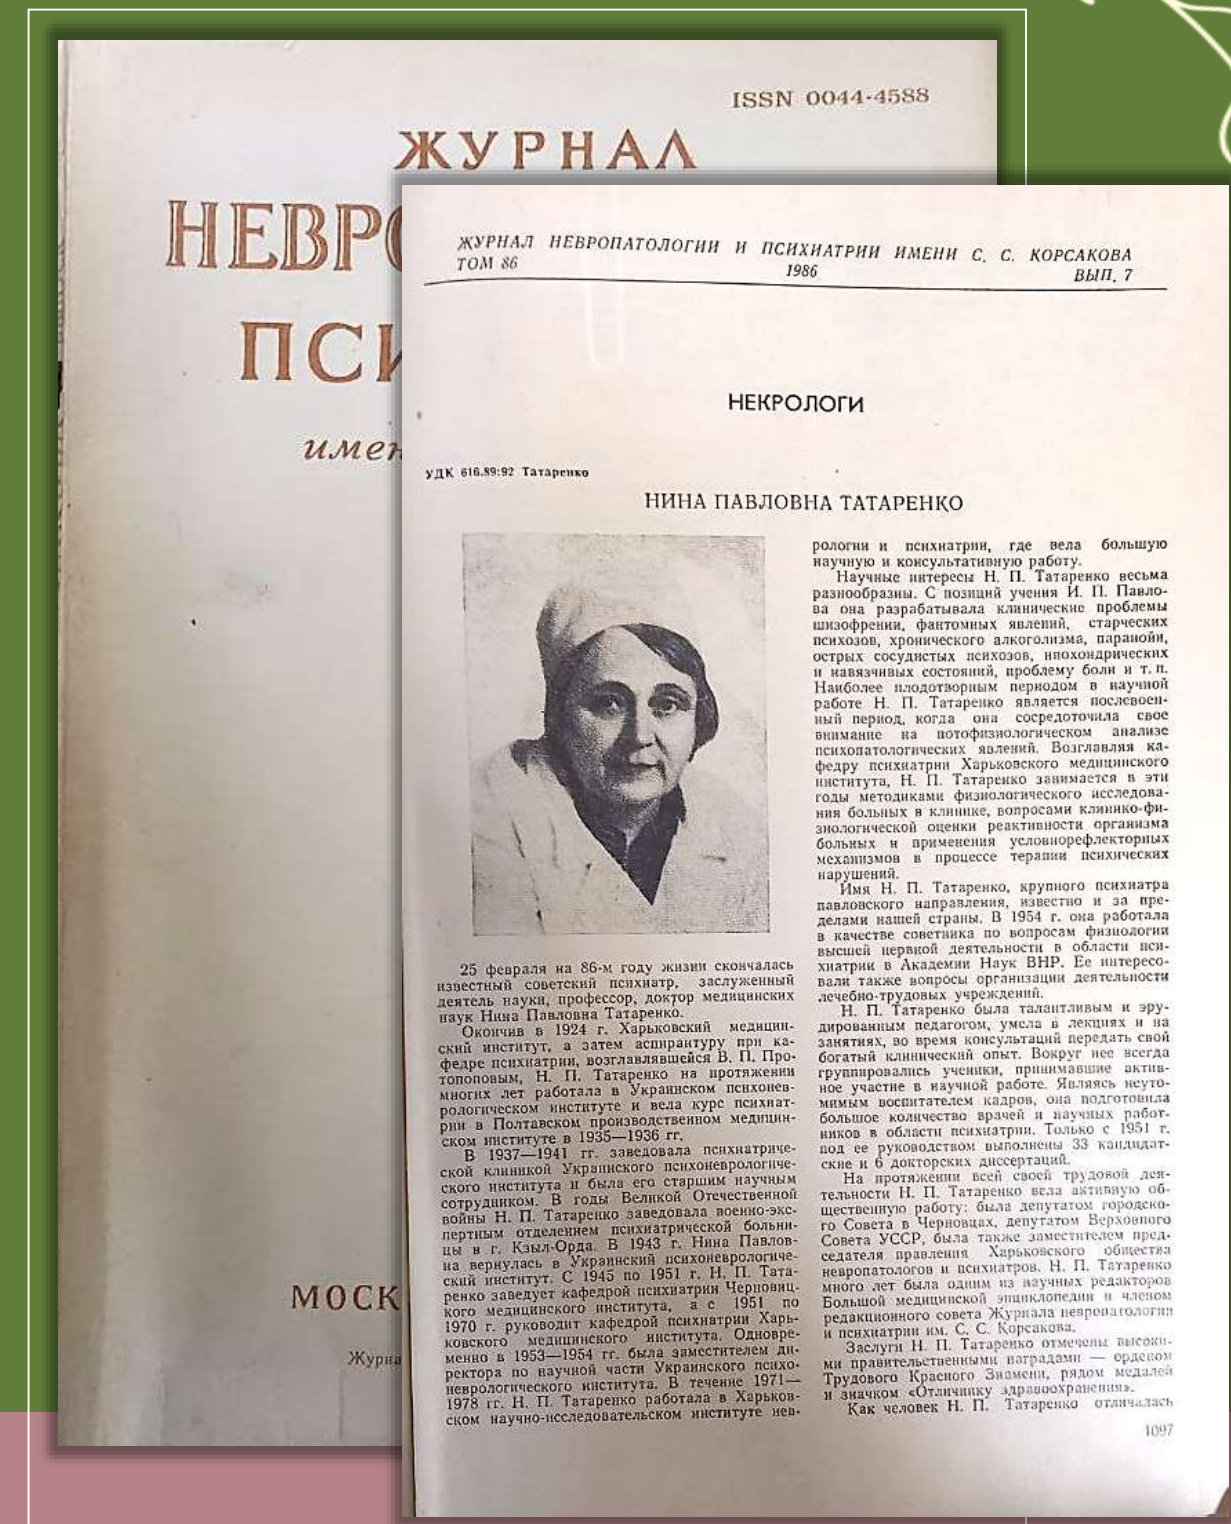 ISSN 0044-4588
ЖУРНАЛ
НЕВРО
ПСИ
имен
МОСК
Журна
ЖУРНАЛ НЕВРОПАТОЛОГИИ И ПСИХИАТРИИ ИМЕНИ С. С. КОРСАКОВА
ТОМ 86 1986 ВЫП. 7
НЕКРОЛОГИ
УДК 616.89:92 Татаренко
НИНА ПАВЛОВНА ТАТАРЕНКО
25 февраля на 86-м году жизни скончалась
известный советский психиатр, заслуженный
деятель науки, профессор, доктор медицинских
наук Нина Павловна Татаренко.
Окончив в 1924 г. Харьковский медицин-
ский институт, а затем аспирантуру при ка-
федре психиатрии, возглавлявшейся В. П. Про-
топоповым, Н. П. Татаренко на протяжении
многих лет работала в Украинском психонев-
рологическом институте и вела курс психиат-
рии в Полтавском производственном медицин-
ском институте в 1935—1936 гг.
В 1937—1941 гг. заведовала психиатриче-
ской клиникой Украинского психоневрологиче-
ского института и была его старшим научным
сотрудником. В годы Великой Отечественной
войны Н. П. Татаренко заведовала военно-экс-
пертным отделением психиатрической больни-
цы в г. Кзыл-Орда. В 1943 г. Нина Павлов-
на вернулась в Украинский психоневрологиче-
ский институт. С 1945 по 1951 г. Н. П. Тата-
ренко заведует кафедрой психиатрии Черновиц-
кого медицинского института, а с 1951 по
1970 г. руководит кафедрой психиатрии Харь-
ковского медицинского института. Одновре-
менно в 1953—1954 гг. была заместителем ди-
ректора по научной части Украинского психо-
неврологического института. В течение 1971—
1978 гг. Н. П. Татаренко работала в Харьков-
ском научно-исследовательском институте нев-
рологии и психиатрии, где вела большую
научную и консультативную работу.
Научные интересы Н. П. Татаренко весьма
разнообразны. С позиций учения И. П. Павло-
ва она разрабатывала клинические проблемы
шизофрении, фантомных явлений, старческих
психозов, хронического алкоголизма, паранойи,
острых сосудистых психозов, ипохондрических
и навязчивых состояний, проблему боли и т. п.
Наиболее плодотворным периодом в научной
работе Н. П. Татаренко является послевоен-
ный период, когда она сосредоточила свое
внимание на потофизиологическом анализе
психопатологических явлений. Возглавляя ка-
федру психиатрии Харьковского медицинского
института, Н. П. Татаренко занимается в эти
годы методиками физиологического исследова-
ния больных в клинике, вопросами клинико-фи-
зиологической оценки реактивности организма
больных и применения условнорефлекторных
механизмов в процессе терапии психических
нарушений.
Имя Н. П. Татаренко, крупного психиатра
павловского направления, известно и за пре-
делами нашей страны. В 1954 г. она работала
в качестве советника по вопросам физиологии
высшей нервной деятельности в области пси-
хиатрии в Академии Наук ВНР. Ее интересо-
вали также вопросы организации деятельности
лечебно-трудовых учреждений.
Н. П. Татаренко была талантливым и эру-
дированным педагогом, умела в лекциях и на
занятиях, во время консультаций передать свой
богатый клинический опыт. Вокруг нее всегда
группировались ученики, принимавшие актив-
ное участие в научной работе. Являясь неуто-
мимым воспитателем кадров, она подготовила
большое количество врачей и научных работ-
ников в области психиатрии. Только с 1951 г.
под ее руководством выполнены 33 кандидат-
ские и 6 докторских диссертаций.
На протяжении всей своей трудовой дея-
тельности Н. П. Татаренко вела активную об-
щественную работу: была депутатом городско-
го Совета в Черновцах, депутатом Верховного
Совета УССР, была также заместителем пред-
седателя правления Харьковского общества
невропатологов и психиатров. Н. П. Татаренко
много лет была одним из научных редакторов
Большой медицинской энциклопедии и членом
редакционного совета Журнала невропатологии
и психиатрии им. С. С. Корсакова.
Заслуги Н. П. Татаренко отмечены высоки-
ми правительственными наградами — орденом
Трудового Красного Знамени, рядом медалей
и значком «Отличнику здравоохранения».
Как человек Н. П. Татаренко отличалась
1097